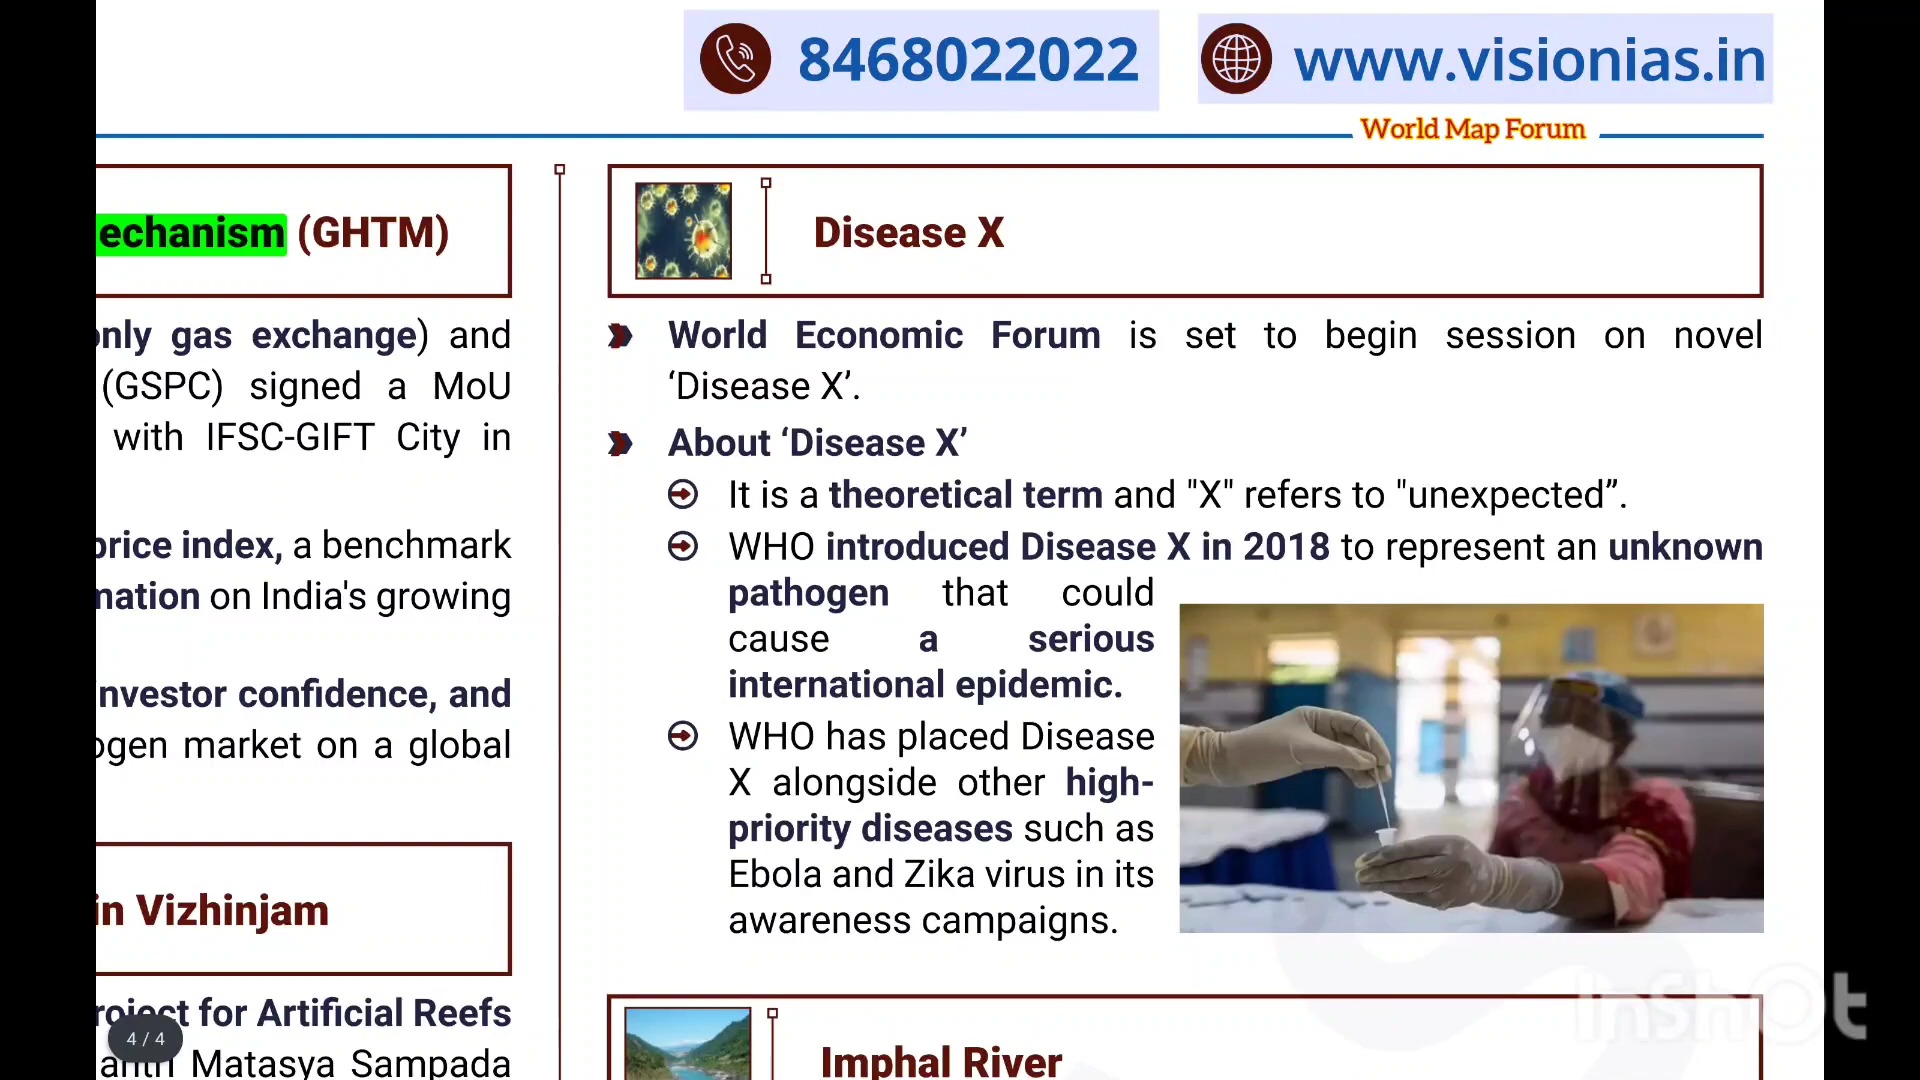 8468022022
www.visionias.in
World Map Forum
echanism (GHTM)
only gas exchange) and
(GSPC) signed a MoU
with IFSC-GIFT City in
price index, a benchmark
mation on India's growing
nvestor confidence, and
ogen market on a global
in Vizhinjam
roject for Artificial Reefs
Matasya Sampada
4 / 4
Disease X
World Economic Forum is set to begin session on novel
‘Disease X’.
About ‘Disease X’
It is a theoretical term and "X" refers to "unexpected”.
WHO introduced Disease X in 2018 to represent an unknown
pathogen that could
cause a serious
international epidemic.
WHO has placed Disease
X alongside other high-
priority diseases such as
Ebola and Zika virus in its
awareness campaigns.
Imphal River
InShOt